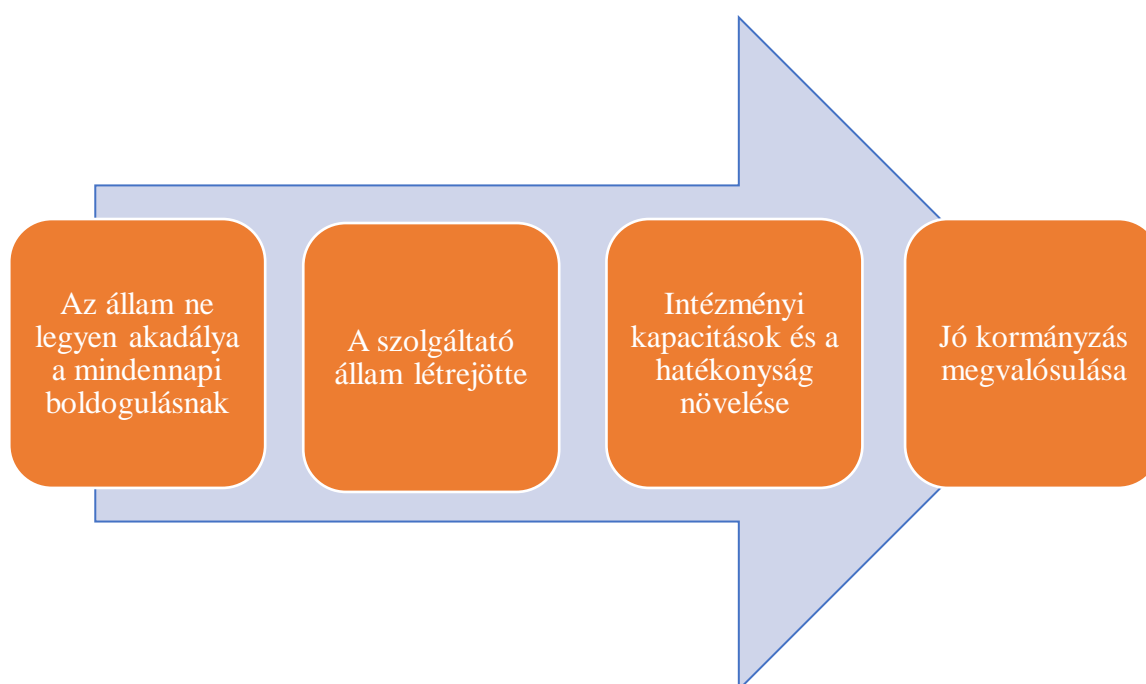 Az állam ne
legyen akadálya
a mindennapi
boldogulásnak
A szolgáltató
állam létrejötte
Intézményi
kapacitások és a
hatékonyság
növelése
Jó kormányzás
megvalósulása